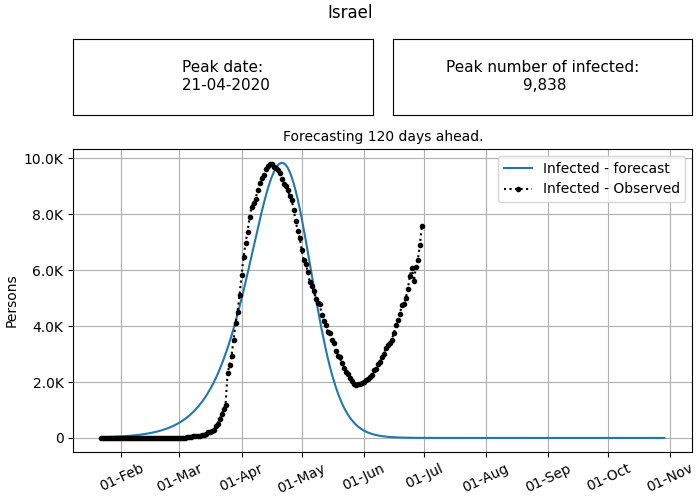 Israel
Peak date:
21-04-2020
Peak number of infected:
9,838
Forecasting 120 days ahead.
Infected - forecast
Infected - Observed
10.0K
8.0K
6.0K
4.0K
2.0K
0
Persons
01-Feb
01-Mar
01-Apr
01-May
01-Jun
01-Jul
01-Aug
01-Sep
01-Oct
01-Nov